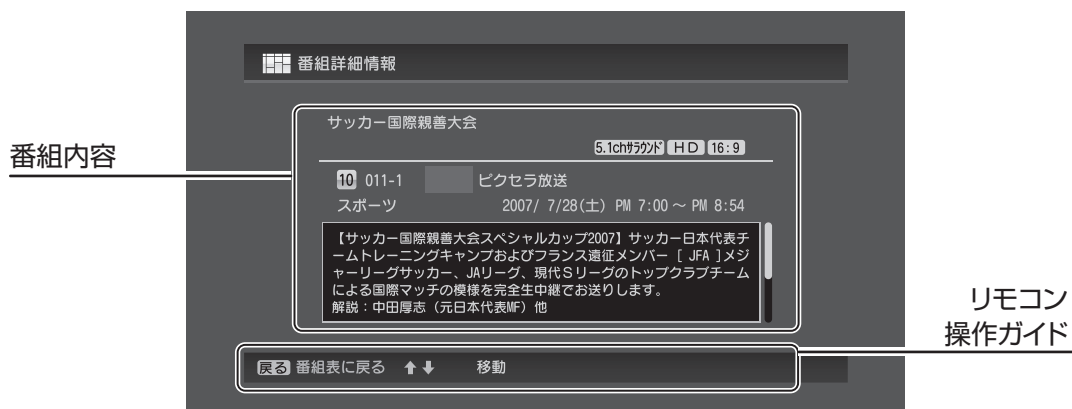 番組詳細情報
サッカー国際親善大会
5.1chサラウンド HD 16:9
番組内容
10 011-1 ピクセラ放送
スポーツ 2007/ 7/28(土) PM 7:00 ~ PM 8:54
【サッカー国際親善大会スペシャルカップ2007】サッカー日本代表チ
ームトレーニングキャンプおよびフランス遠征メンバー [ JFA ]メジ
ャーリーグサッカー、JAリーグ、現代Sリーグのトップクラブチーム
による国際マッチの模様を完全生中継でお送りします。
解説:中田厚志(元日本代表MF)他
リモコン
操作ガイド
戻る 番組表に戻る ↑↓ 移動